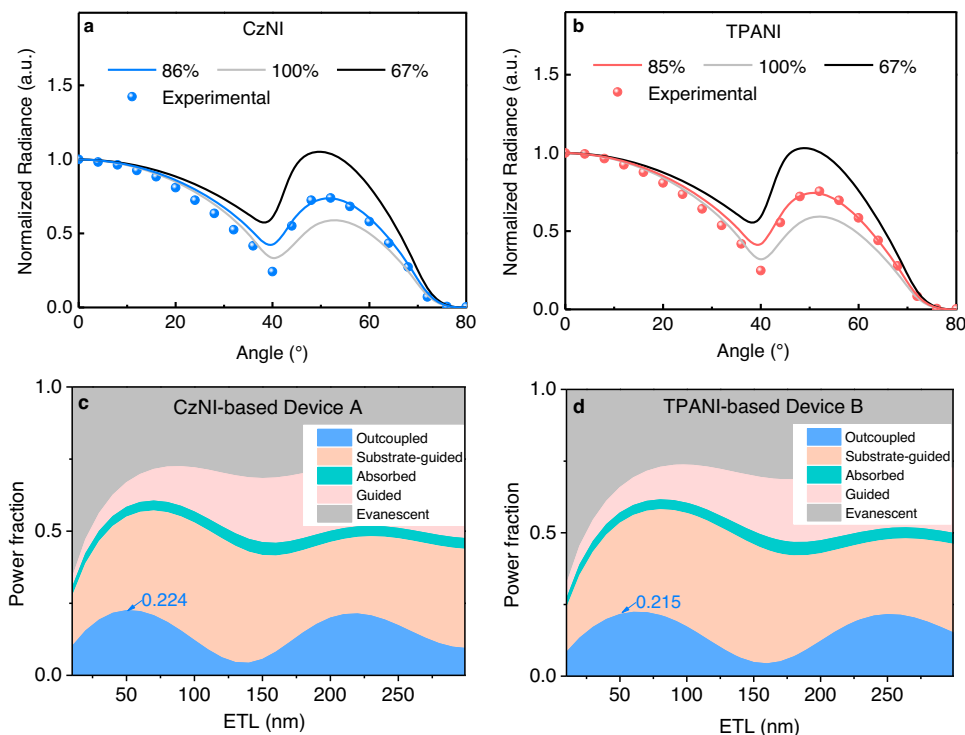 a
CzNI
86%
100%
67%
Experimental
Normalized Radiance (a.u.)
1.5
1.0
0.5
0.0
0
20
40
60
80
Angle (°)
b
TPANI
85%
100%
67%
Experimental
Normalized Radiance (a.u.)
1.5
1.0
0.5
0.0
0
20
40
60
80
Angle (°)
c
CzNI-based Device A
Outcoupled
Substrate-guided
Absorbed
Guided
Evanescent
0.224
Power fraction
1.0
0.5
0.0
50
100
150
200
250
ETL (nm)
d
TPANI-based Device B
Outcoupled
Substrate-guided
Absorbed
Guided
Evanescent
0.215
Power fraction
1.0
0.5
0.0
50
100
150
200
250
ETL (nm)